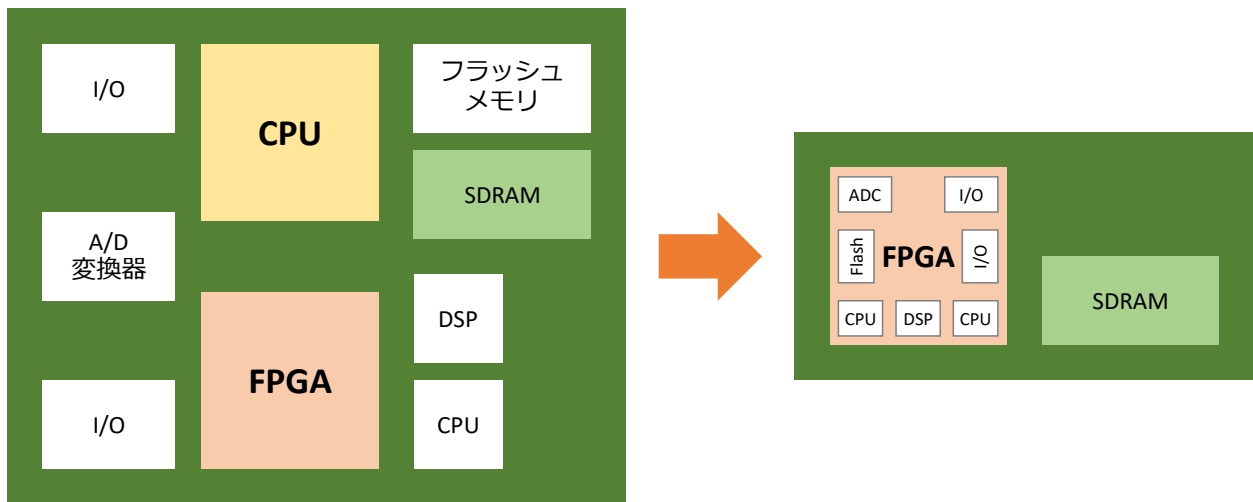 I/O
CPU
フラッシュ
メモリ
SDRAM
A/D
変換器
DSP
FPGA
I/O
CPU
ADC
I/O
Flash
FPGA
I/O
CPU
DSP
CPU
SDRAM